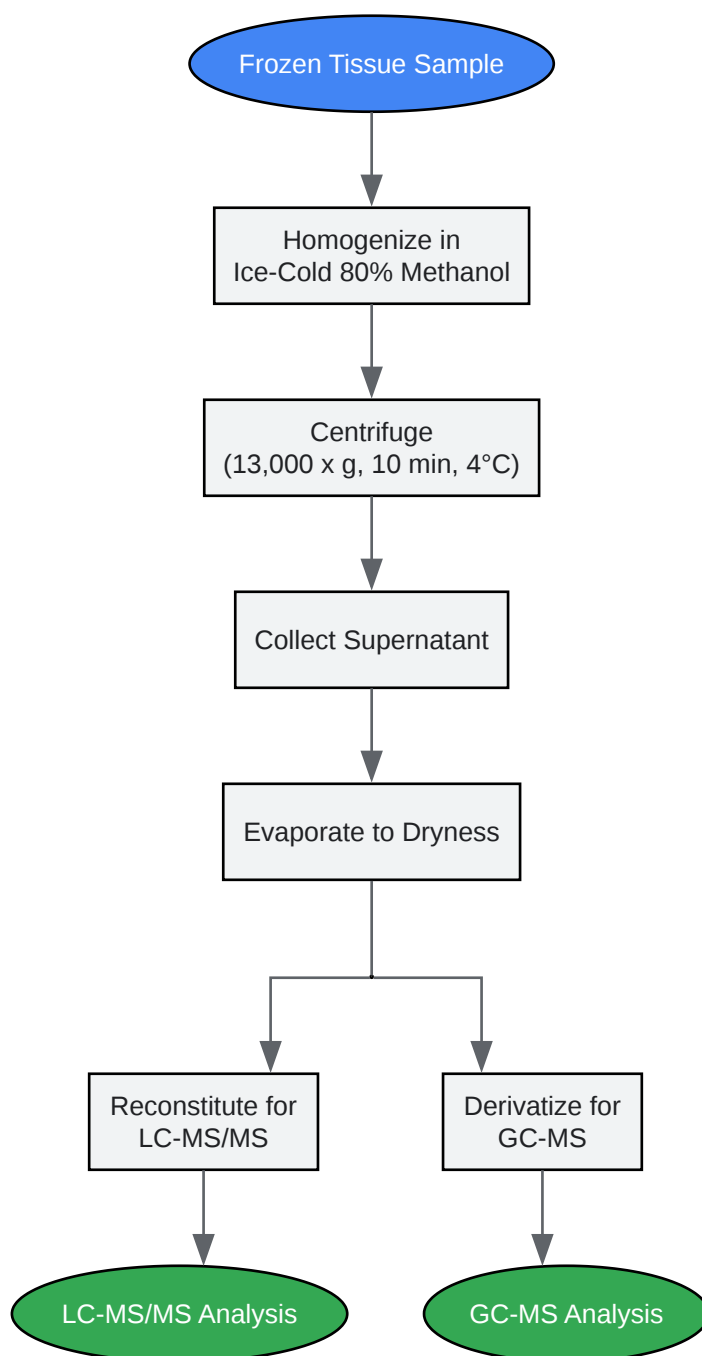 Frozen Tissue Sample
Homogenize in
Ice-Cold 80% Methanol
Centrifuge
(13,000 x g, 10 min, 4°C)
Collect Supernatant
Evaporate to Dryness
Reconstitute for
LC-MS/MS
Derivatize for
GC-MS
LC-MS/MS Analysis
GC-MS Analysis